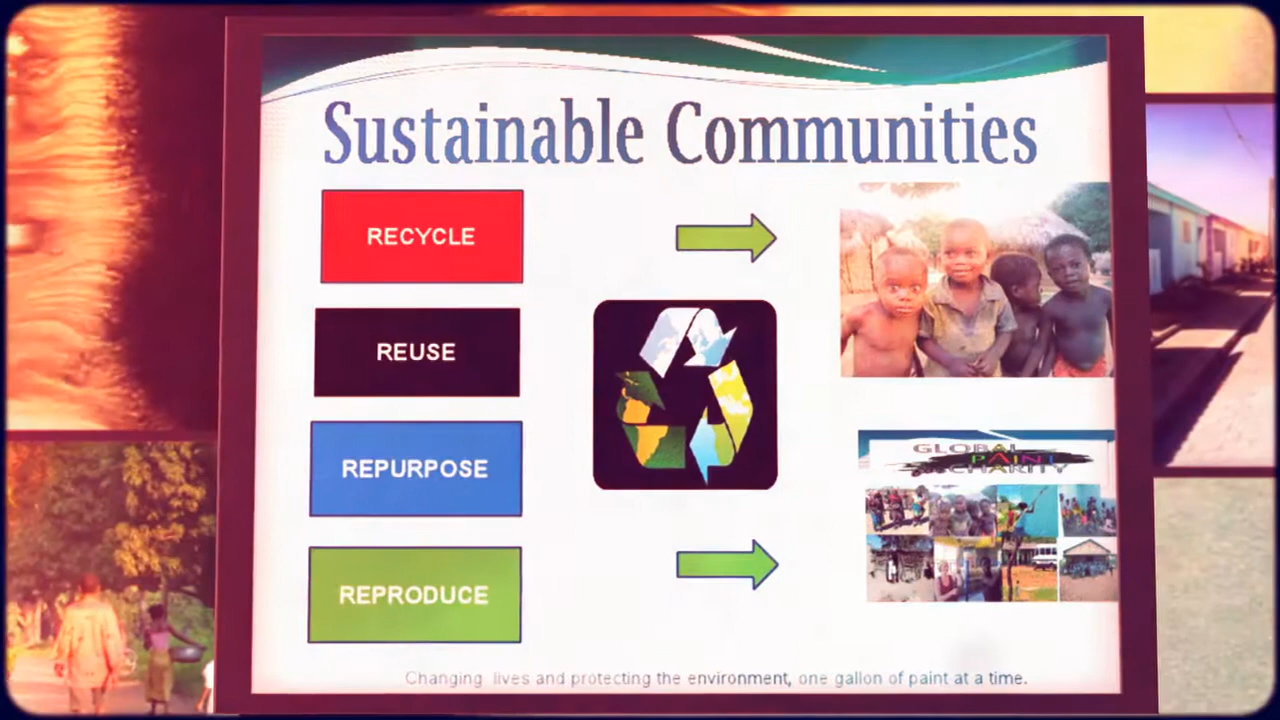 Sustainable Communities
RECYCLE
REUSE
REPURPOSE
REPRODUCE
GLOBAL
PAINT
for CHARITY
Changing lives and protecting the environment, one gallon of paint at a time.